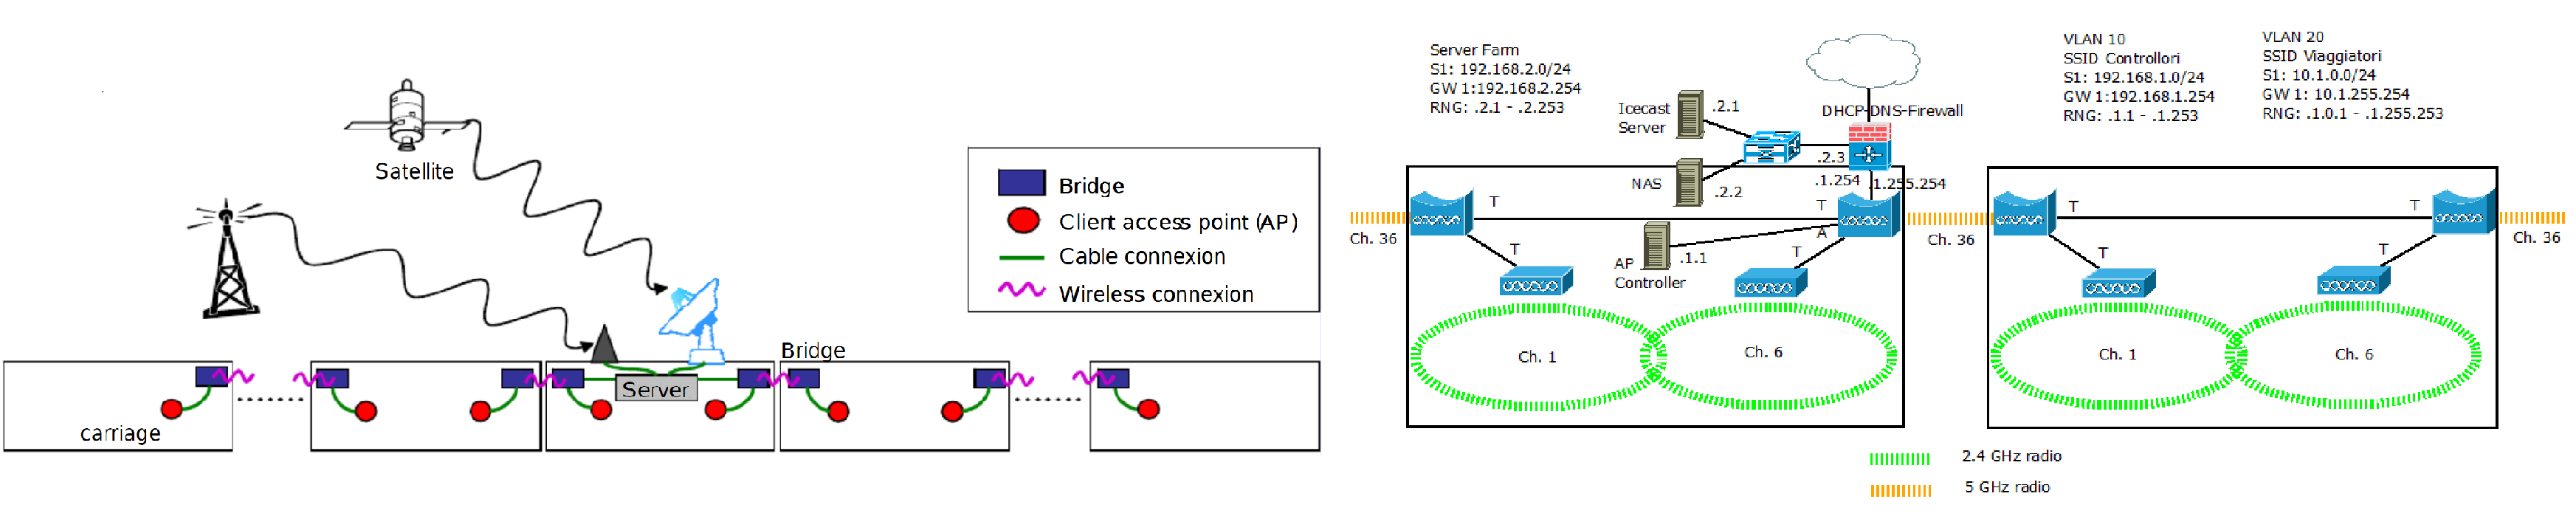 Satellite
Bridge
Client access point (AP)
Cable connexion
Wireless connexion
Bridge
Server
carriage
Server Farm
S1: 192.168.2.0/24
GW 1:192.168.2.254
RNG: .2.1 - .2.253
Icecast
Server
.2.1
DHCP-DNS-Firewall
VLAN 10
SSID Controllori
S1: 192.168.1.0/24
GW 1:192.168.1.254
RNG: .1.1 - .1.253
VLAN 20
SSID Viaggiatori
S1: 10.1.0.0/24
GW 1: 10.1.255.254
RNG: .1.0.1 - .1.255.253
NAS
.2.2
.2.3
.1.254
.1.255.254
T
T
T
T
Ch. 36
A
Ch. 36
Ch. 36
T
T
AP
Controller
.1.1
T
T
Ch. 1
Ch. 6
Ch. 1
Ch. 6
2.4 GHz radio
5 GHz radio